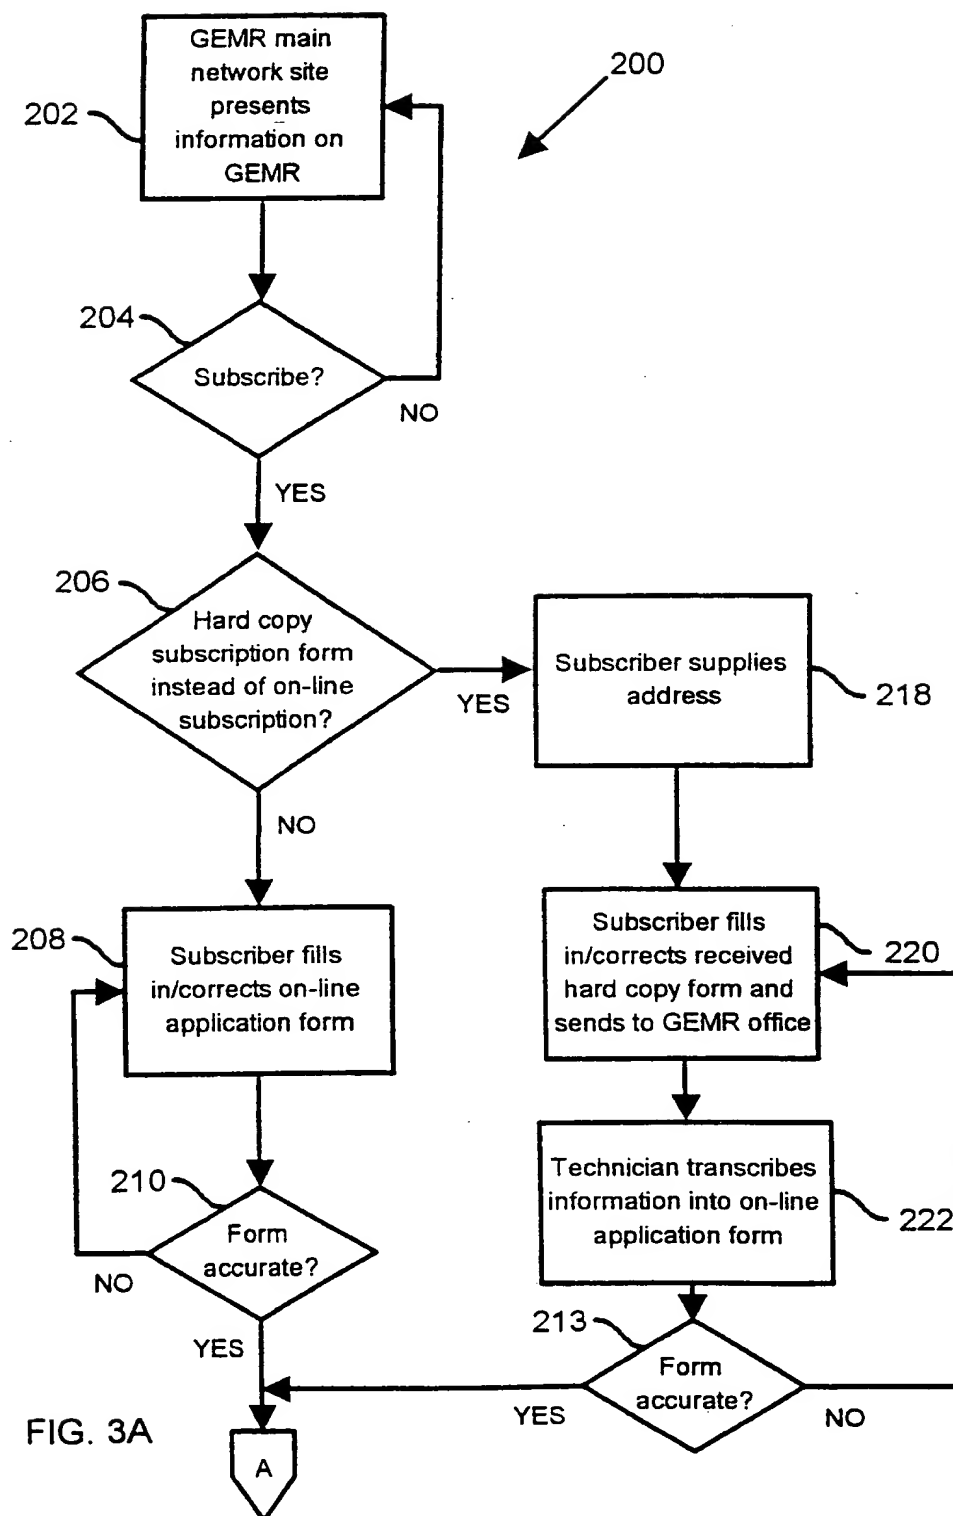 GEMR main
network site
presents
information on
GEMR
202
200
204
Subscribe?
NO
YES
206
Hard copy
subscription form
instead of on-line
subscription?
YES
Subscriber supplies
address
218
NO
208
Subscriber fills
in/corrects on-line
application form
Subscriber fills
in/corrects received
hard copy form and
sends to GEMR office
220
210
Form
accurate?
NO
YES
Technician transcribes
information into on-line
application form
222
213
Form
accurate?
YES
NO
FIG. 3A
A